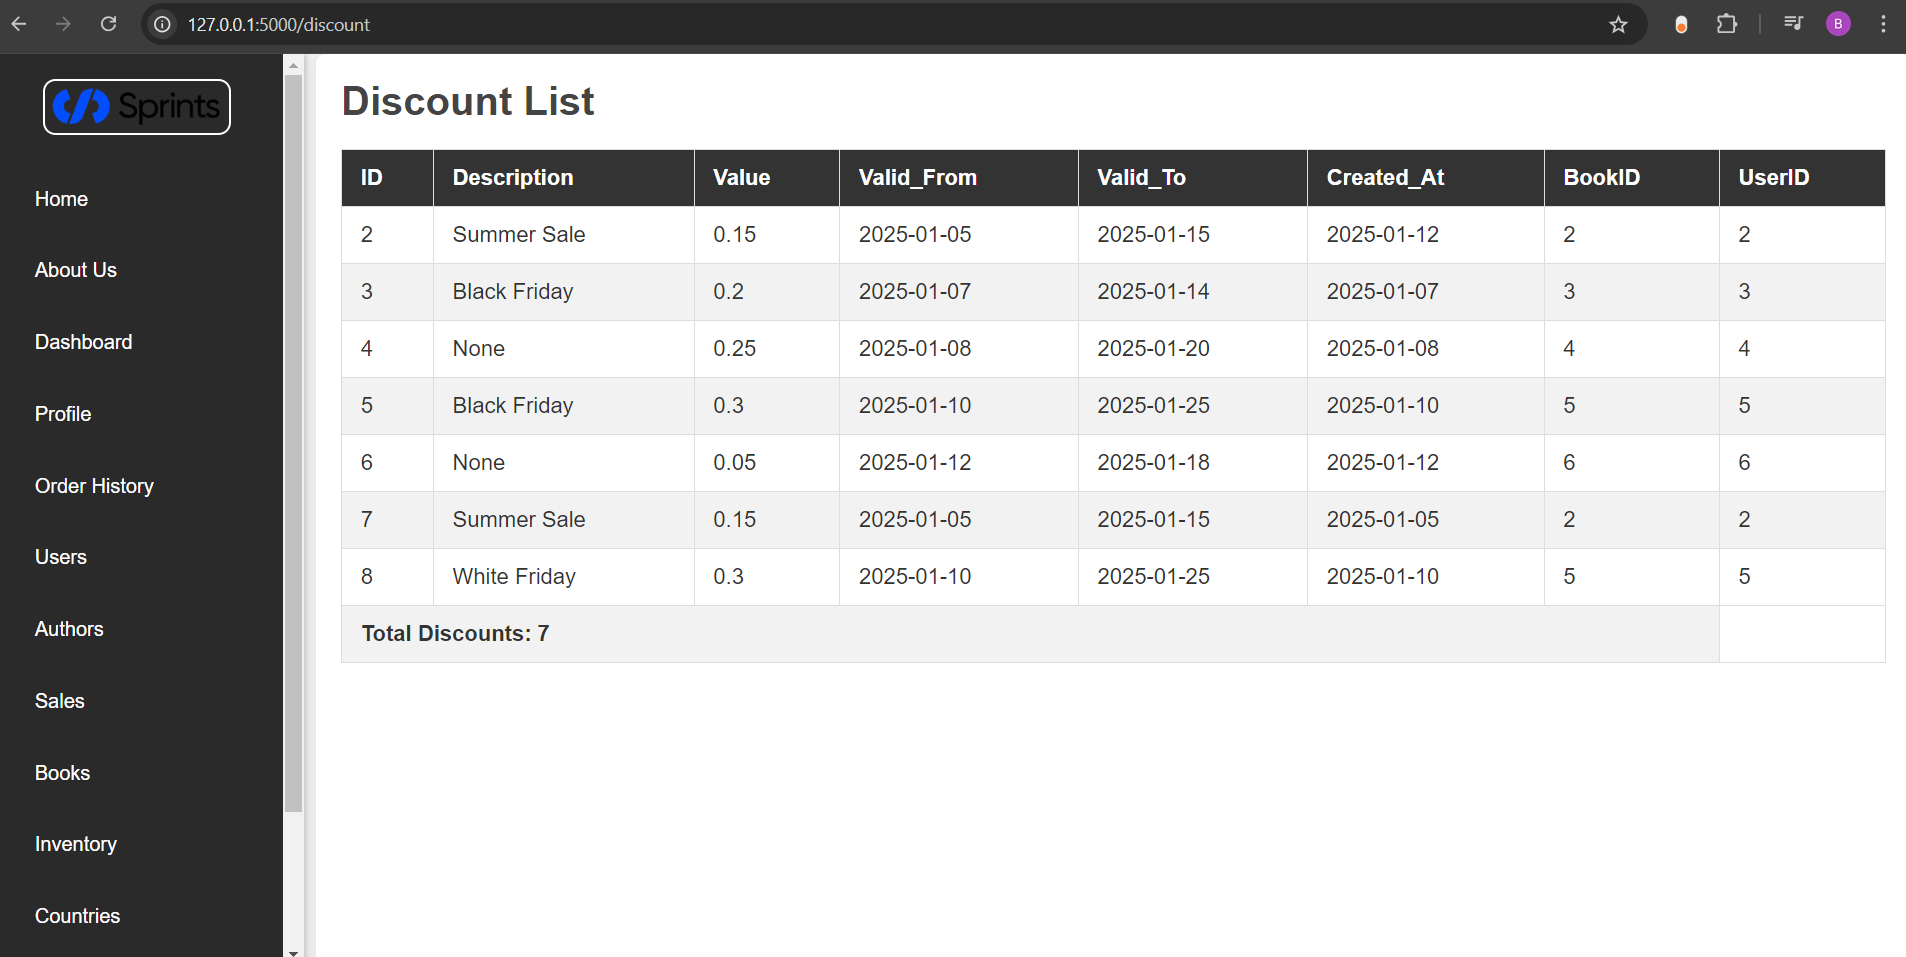 127.0.0.1:5000/discount
B
Sprints
Home
About Us
Dashboard
Profile
Order History
Users
Authors
Sales
Books
Inventory
Countries
Discount List
ID Description Value Valid_From Valid_To Created_At BookID UserID
2 Summer Sale 0.15 2025-01-05 2025-01-15 2025-01-12 2 2
3 Black Friday 0.2 2025-01-07 2025-01-14 2025-01-07 3 3
4 None 0.25 2025-01-08 2025-01-20 2025-01-08 4 4
5 Black Friday 0.3 2025-01-10 2025-01-25 2025-01-10 5 5
6 None 0.05 2025-01-12 2025-01-18 2025-01-12 6 6
7 Summer Sale 0.15 2025-01-05 2025-01-15 2025-01-05 2 2
8 White Friday 0.3 2025-01-10 2025-01-25 2025-01-10 5 5
Total Discounts: 7